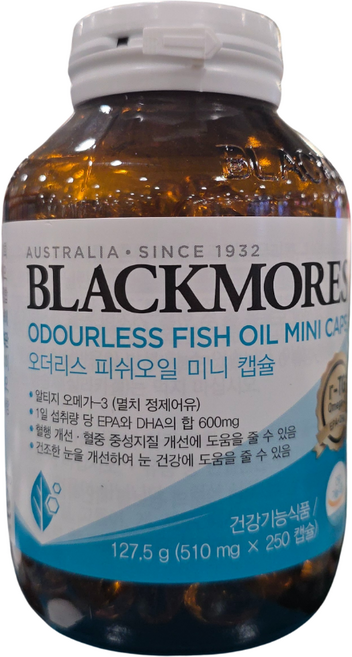 AUSTRALIA • SINCE 1932
BLACKMORES
ODOURLESS FISH OIL MINI CAPS
오더리스 피쉬오일 미니 캡슐
• 알티지 오메가-3 (멸치 정제어유)
• 1일 섭취량 당 EPA와 DHA의 합 600mg
• 혈행 개선 · 혈중 중성지질 개선에 도움을 줄 수 있음
• 건조한 눈을 개선하여 눈 건강에 도움을 줄 수 있음
건강기능식품 /
127.5 g (510 mg × 250 캡슐)